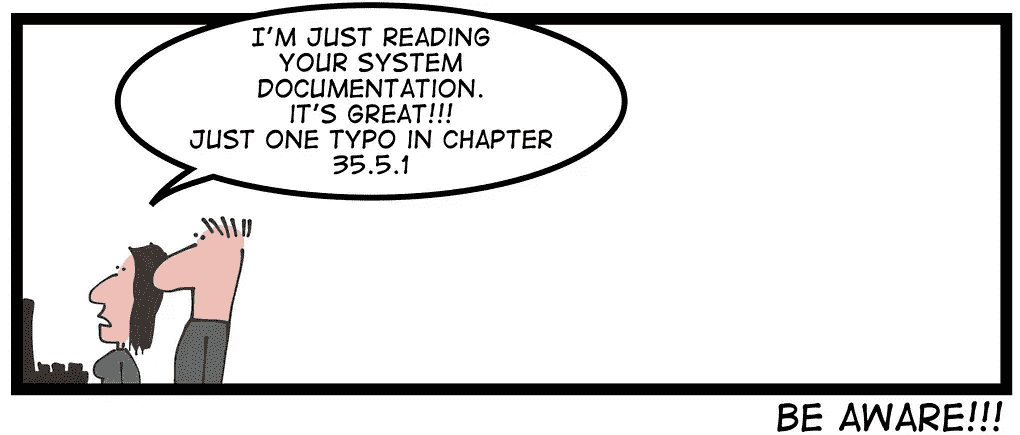 I'M JUST READING
YOUR SYSTEM
DOCUMENTATION.
IT'S GREAT!!!
JUST ONE TYPO IN CHAPTER
35.5.1
BE AWARE!!!